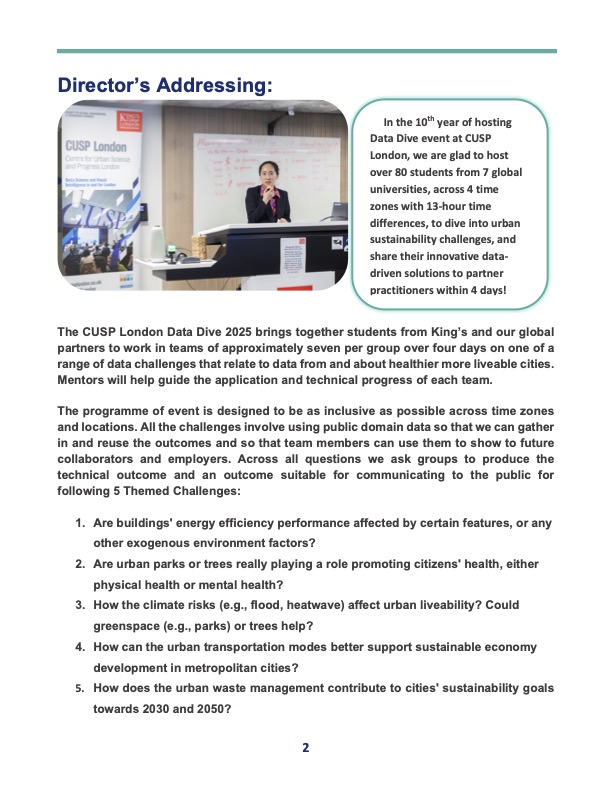 Director's Addressing:
KING'S
CUSP London
Centre for Urban Science
and Progress London
CUSP
In the 10th year of hosting
Data Dive event at CUSP
London, we are glad to host
over 80 students from 7 global
universities, across 4 time
zones with 13-hour time
differences, to dive into urban
sustainability challenges, and
share their innovative data-
driven solutions to partner
practitioners within 4 days!
The CUSP London Data Dive 2025 brings together students from King's and our global
partners to work in teams of approximately seven per group over four days on one of a
range of data challenges that relate to data from and about healthier more liveable cities.
Mentors will help guide the application and technical progress of each team.
The programme of event is designed to be as inclusive as possible across time zones
and locations. All the challenges involve using public domain data so that we can gather
in and reuse the outcomes and so that team members can use them to show to future
collaborators and employers. Across all questions we ask groups to produce the
technical outcome and an outcome suitable for communicating to the public for
following 5 Themed Challenges:
1. Are buildings' energy efficiency performance affected by certain features, or any
other exogenous environment factors?
2. Are urban parks or trees really playing a role promoting citizens' health, either
physical health or mental health?
3. How the climate risks (e.g., flood, heatwave) affect urban liveability? Could
greenspace (e.g., parks) or trees help?
4. How can the urban transportation modes better support sustainable economy
development in metropolitan cities?
5. How does the urban waste management contribute to cities' sustainability goals
towards 2030 and 2050?
2